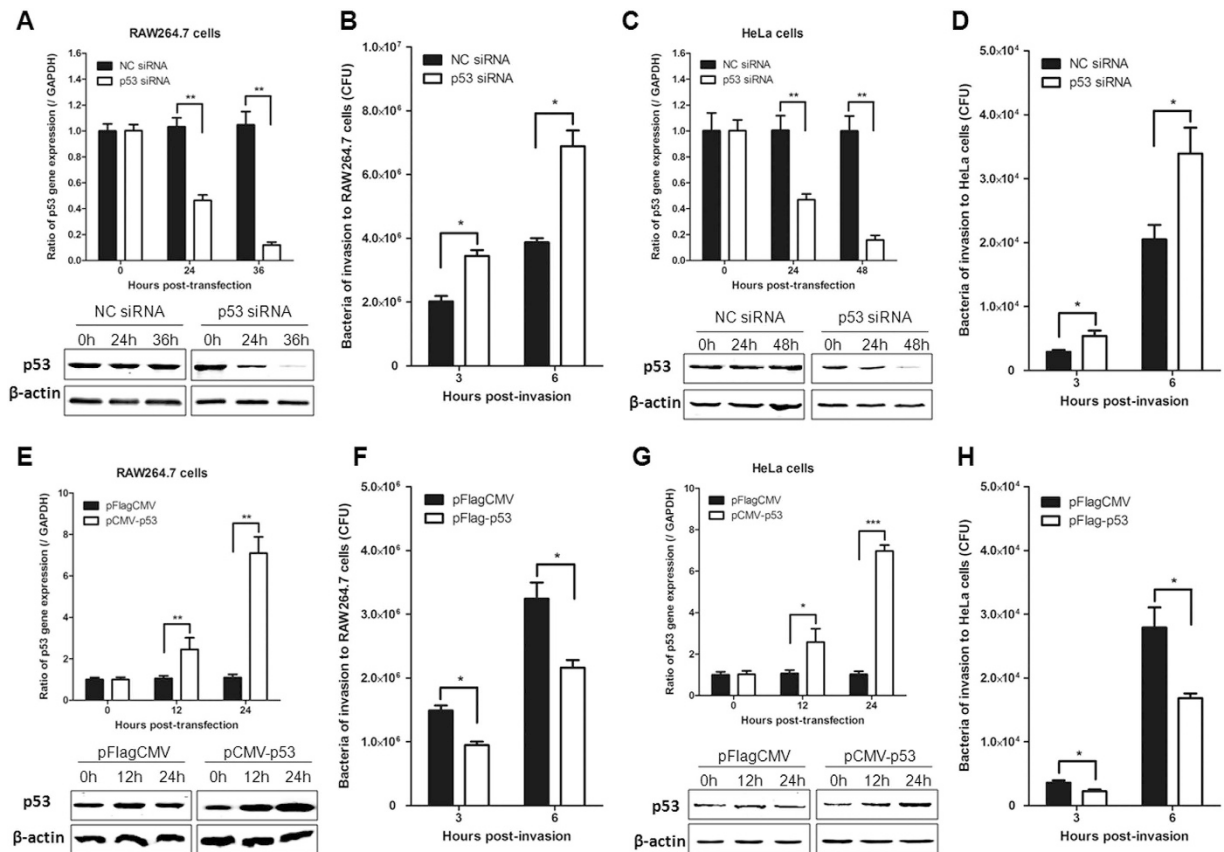 A
RAW264.7 cells
Ratio of p53 gene expression (/ GAPDH)
1.6
1.4
1.2
1.0
0.8
0.6
0.4
0.2
0.0
NC siRNA
p53 siRNA
** **
0 24 36
Hours post-transfection
NC siRNA p53 siRNA
0h 24h 36h 0h 24h 36h
p53
β-actin
B
Bacteria of invasion to RAW264.7 cells (CFU)
1.0×10⁷
8.0×10⁶
6.0×10⁶
4.0×10⁶
2.0×10⁶
0
NC siRNA
p53 siRNA
* *
3 6
Hours post-invasion
C
HeLa cells
Ratio of p53 gene expression (/ GAPDH)
1.6
1.4
1.2
1.0
0.8
0.6
0.4
0.2
0.0
NC siRNA
p53 siRNA
** **
0 24 48
Hours post-transfection
NC siRNA p53 siRNA
0h 24h 48h 0h 24h 48h
p53
β-actin
D
Bacteria of invasion to HeLa cells (CFU)
5.0×10⁴
4.0×10⁴
3.0×10⁴
2.0×10⁴
1.0×10⁴
0
NC siRNA
p53 siRNA
* *
3 6
Hours post-invasion
E
RAW264.7 cells
Ratio of p53 gene expression (/ GAPDH)
10
8
6
4
2
0
pFlagCMV
pCMV-p53
** **
0 12 24
Hours post-transfection
pFlagCMV pCMV-p53
0h 12h 24h 0h 12h 24h
p53
β-actin
F
Bacteria of invasion to RAW264.7 cells (CFU)
5.0×10⁶
4.0×10⁶
3.0×10⁶
2.0×10⁶
1.0×10⁶
0
pFlagCMV
pFlag-p53
* *
3 6
Hours post-invasion
G
HeLa cells
Ratio of p53 gene expression (/ GAPDH)
10
8
6
4
2
0
pFlagCMV
pCMV-p53
* ***
0 12 24
Hours post-transfection
pFlagCMV pCMV-p53
0h 12h 24h 0h 12h 24h
p53
β-actin
H
Bacteria of invasion to HeLa cells (CFU)
5.0×10⁴
4.0×10⁴
3.0×10⁴
2.0×10⁴
1.0×10⁴
0
pFlagCMV
pFlag-p53
* *
3 6
Hours post-invasion